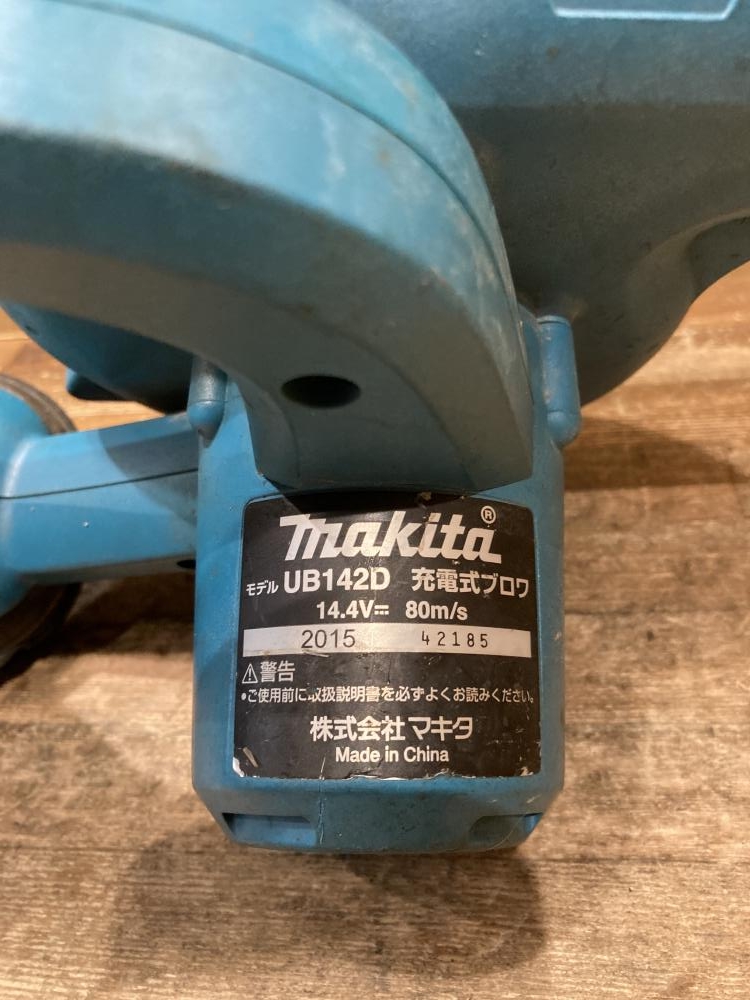 makita®
モデル UB142D 充電式ブロワ
14.4V⎓ 80m/s
2015 42185
⚠警告
•ご使用前に取扱説明書を必ずよくお読みください。
株式会社マキタ
Made in China